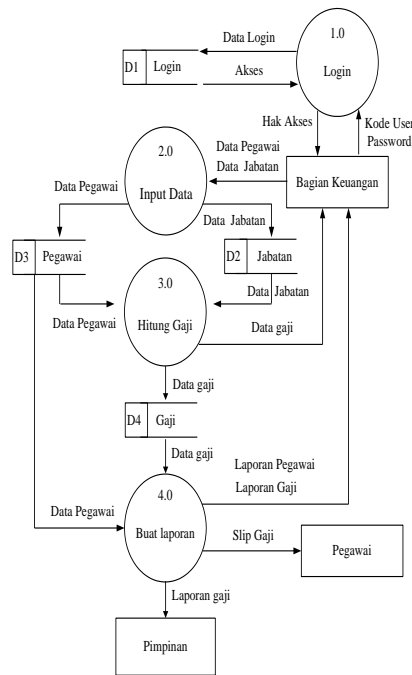 1.0
Data Login
D1 Login
Login
Akses
Hak Akses
Kode User
Password
Data Pegawai
Data Jabatan
2.0
Input Data
Bagian Keuangan
Data Pegawai
Data Jabatan
D3 Pegawai
D2 Jabatan
3.0
Data Jabatan
Hitung Gaji
Data Pegawai
Data gaji
Data gaji
D4 Gaji
Data gaji
Laporan Pegawai
Laporan Gaji
4.0
Data Pegawai
Buat laporan
Slip Gaji
Pegawai
Laporan gaji
Pimpinan